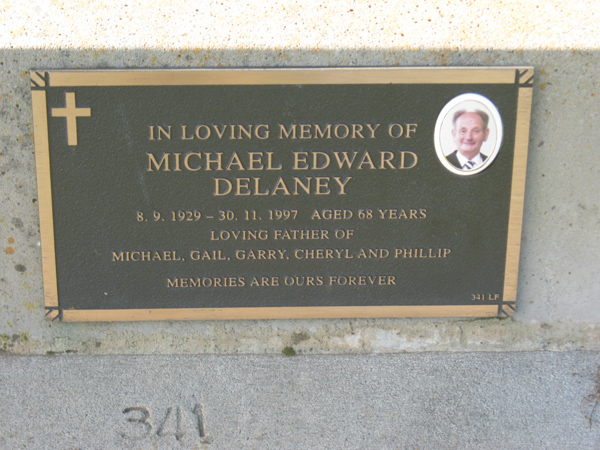 IN LOVING MEMORY OF
MICHAEL EDWARD
DELANEY
8. 9. 1929 – 30. 11. 1997 AGED 68 YEARS
LOVING FATHER OF
MICHAEL, GAIL, GARRY, CHERYL AND PHILLIP
MEMORIES ARE OURS FOREVER
341 LF
341